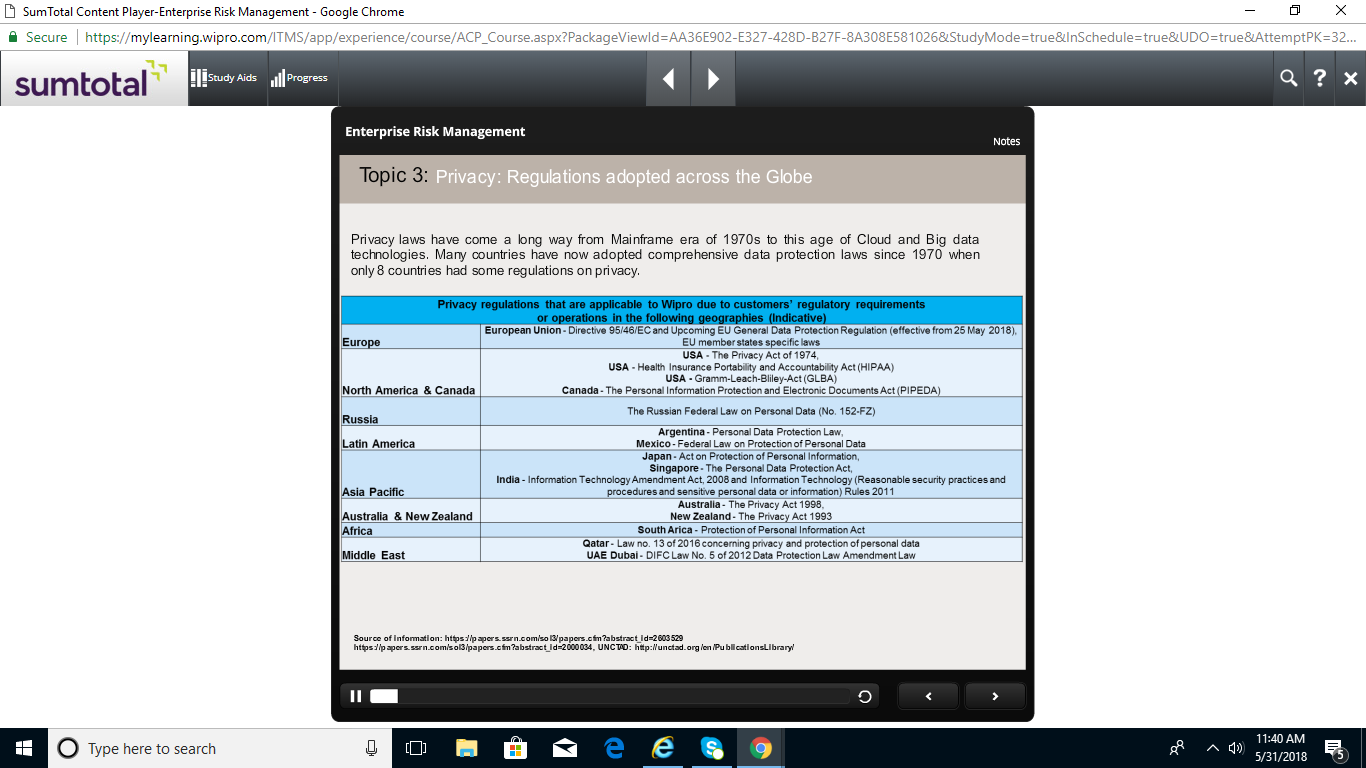 SumTotal Content Player-Enterprise Risk Management - Google Chrome
Secure https://mylearning.wipro.com/ITMS/app/experience/course/ACP_Course.aspx?PackageViewId=AA36E902-E327-428D-B27F-8A308E581026&StudyMode=true&InSchedule=true&UDO=true&AttemptPK=32...
sumtotal Study Aids Progress ?
Enterprise Risk Management
Notes
Topic 3: Privacy: Regulations adopted across the Globe
Privacy laws have come a long way from Mainframe era of 1970s to this age of Cloud and Big data
technologies. Many countries have now adopted comprehensive data protection laws since 1970 when
only 8 countries had some regulations on privacy.
Privacy regulations that are applicable to Wipro due to customers' regulatory requirements
or operations in the following geographies (Indicative)
Europe
European Union - Directive 95/46/EC and Upcoming EU General Data Protection Regulation (effective from 25 May 2018),
EU member states specific laws
North America & Canada
USA - The Privacy Act of 1974,
USA - Health Insurance Portability and Accountability Act (HIPAA)
USA - Gramm-Leach-Bliley-Act (GLBA)
Canada - The Personal Information Protection and Electronic Documents Act (PIPEDA)
Russia
The Russian Federal Law on Personal Data (No. 152-FZ)
Latin America
Argentina - Personal Data Protection Law,
Mexico - Federal Law on Protection of Personal Data
Asia Pacific
Japan - Act on Protection of Personal Information,
Singapore - The Personal Data Protection Act,
India - Information Technology Amendment Act, 2008 and Information Technology (Reasonable security practices and
procedures and sensitive personal data or information) Rules 2011
Australia & New Zealand
Australia - The Privacy Act 1998,
New Zealand - The Privacy Act 1993
Africa
South Arica - Protection of Personal Information Act
Middle East
Qatar - Law no. 13 of 2016 concerning privacy and protection of personal data
UAE Dubai - DIFC Law No. 5 of 2012 Data Protection Law Amendment Law
Source of Information: https://papers.ssrn.com/sol3/papers.cfm?abstract_id=2603529
https://papers.ssrn.com/sol3/papers.cfm?abstract_id=2000034, UNCTAD: http://unctad.org/en/PublicationsLibrary/
Type here to search
11:40 AM
5/31/2018
5